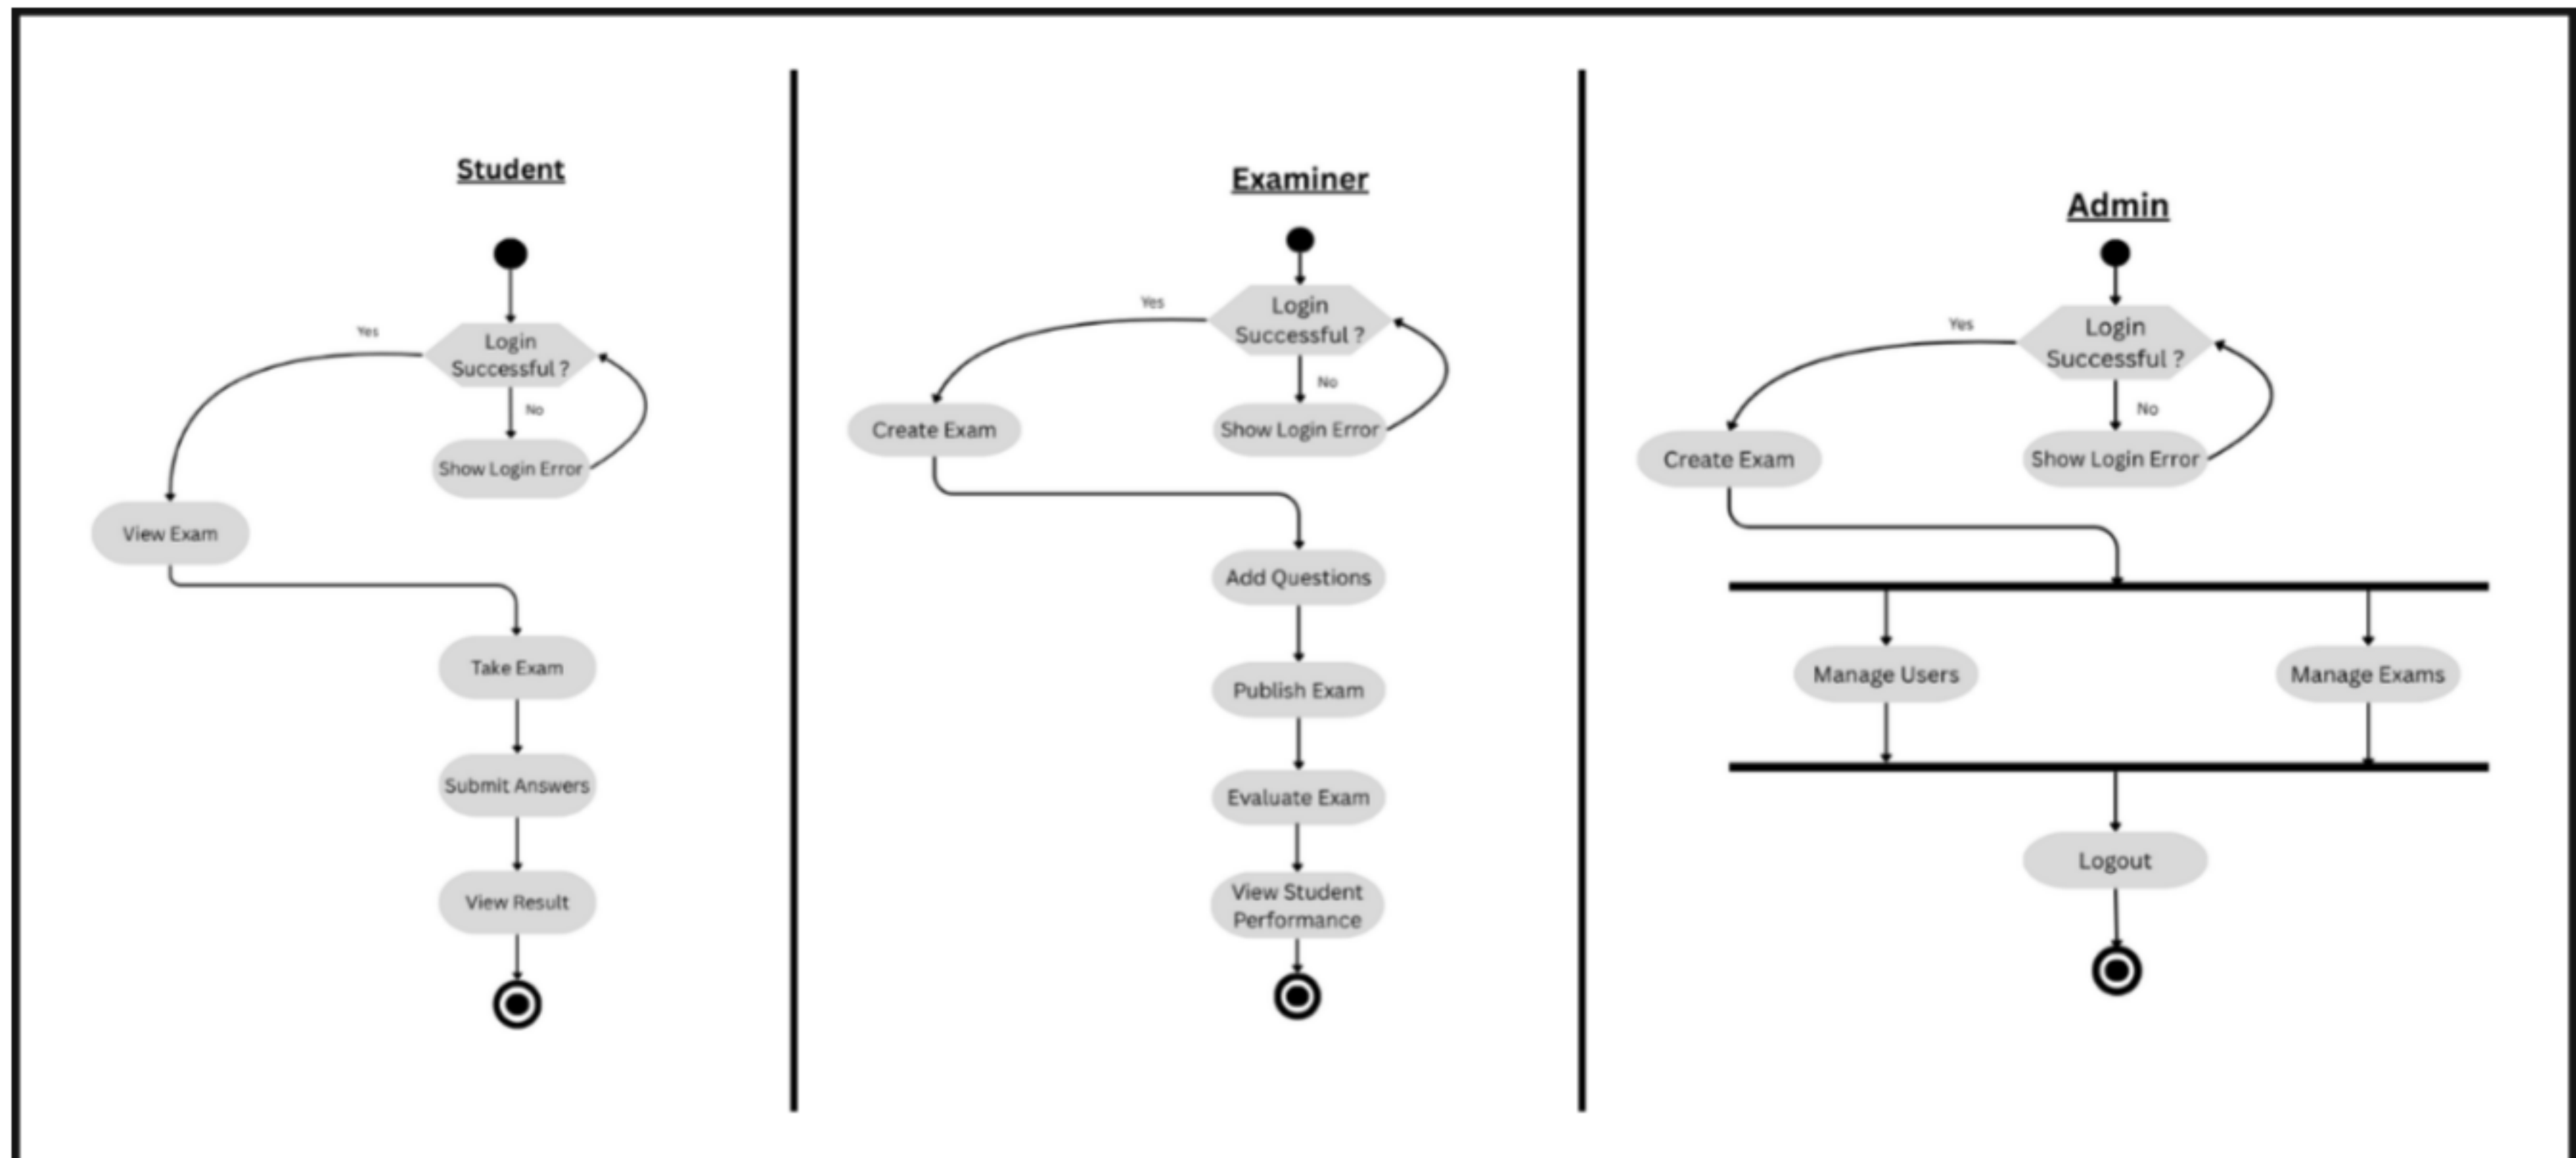 Student
Yes
Login
Successful ?
No
Show Login Error
View Exam
Take Exam
Submit Answers
View Result
Examiner
Yes
Login
Successful ?
No
Create Exam
Show Login Error
Add Questions
Publish Exam
Evaluate Exam
View Student
Performance
Admin
Yes
Login
Successful ?
No
Create Exam
Show Login Error
Manage Users
Manage Exams
Logout